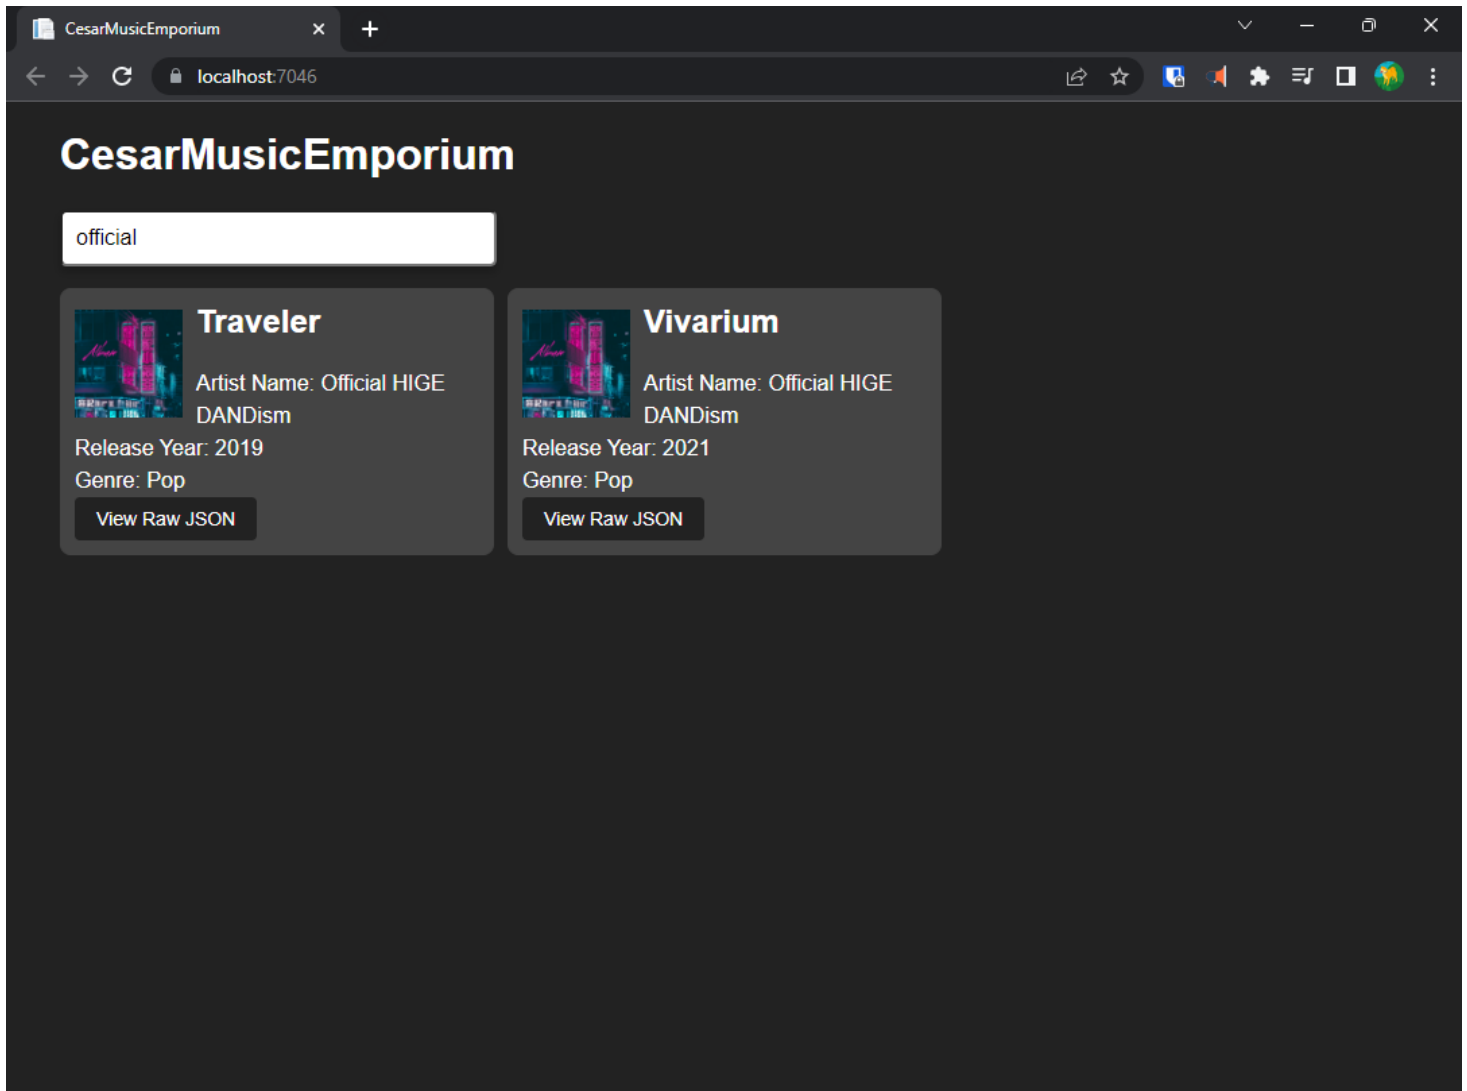 CesarMusicEmporium
localhost:7046
CesarMusicEmporium
official
Traveler
Artist Name: Official HIGE
DANDism
Release Year: 2019
Genre: Pop
View Raw JSON
Vivarium
Artist Name: Official HIGE
DANDism
Release Year: 2021
Genre: Pop
View Raw JSON